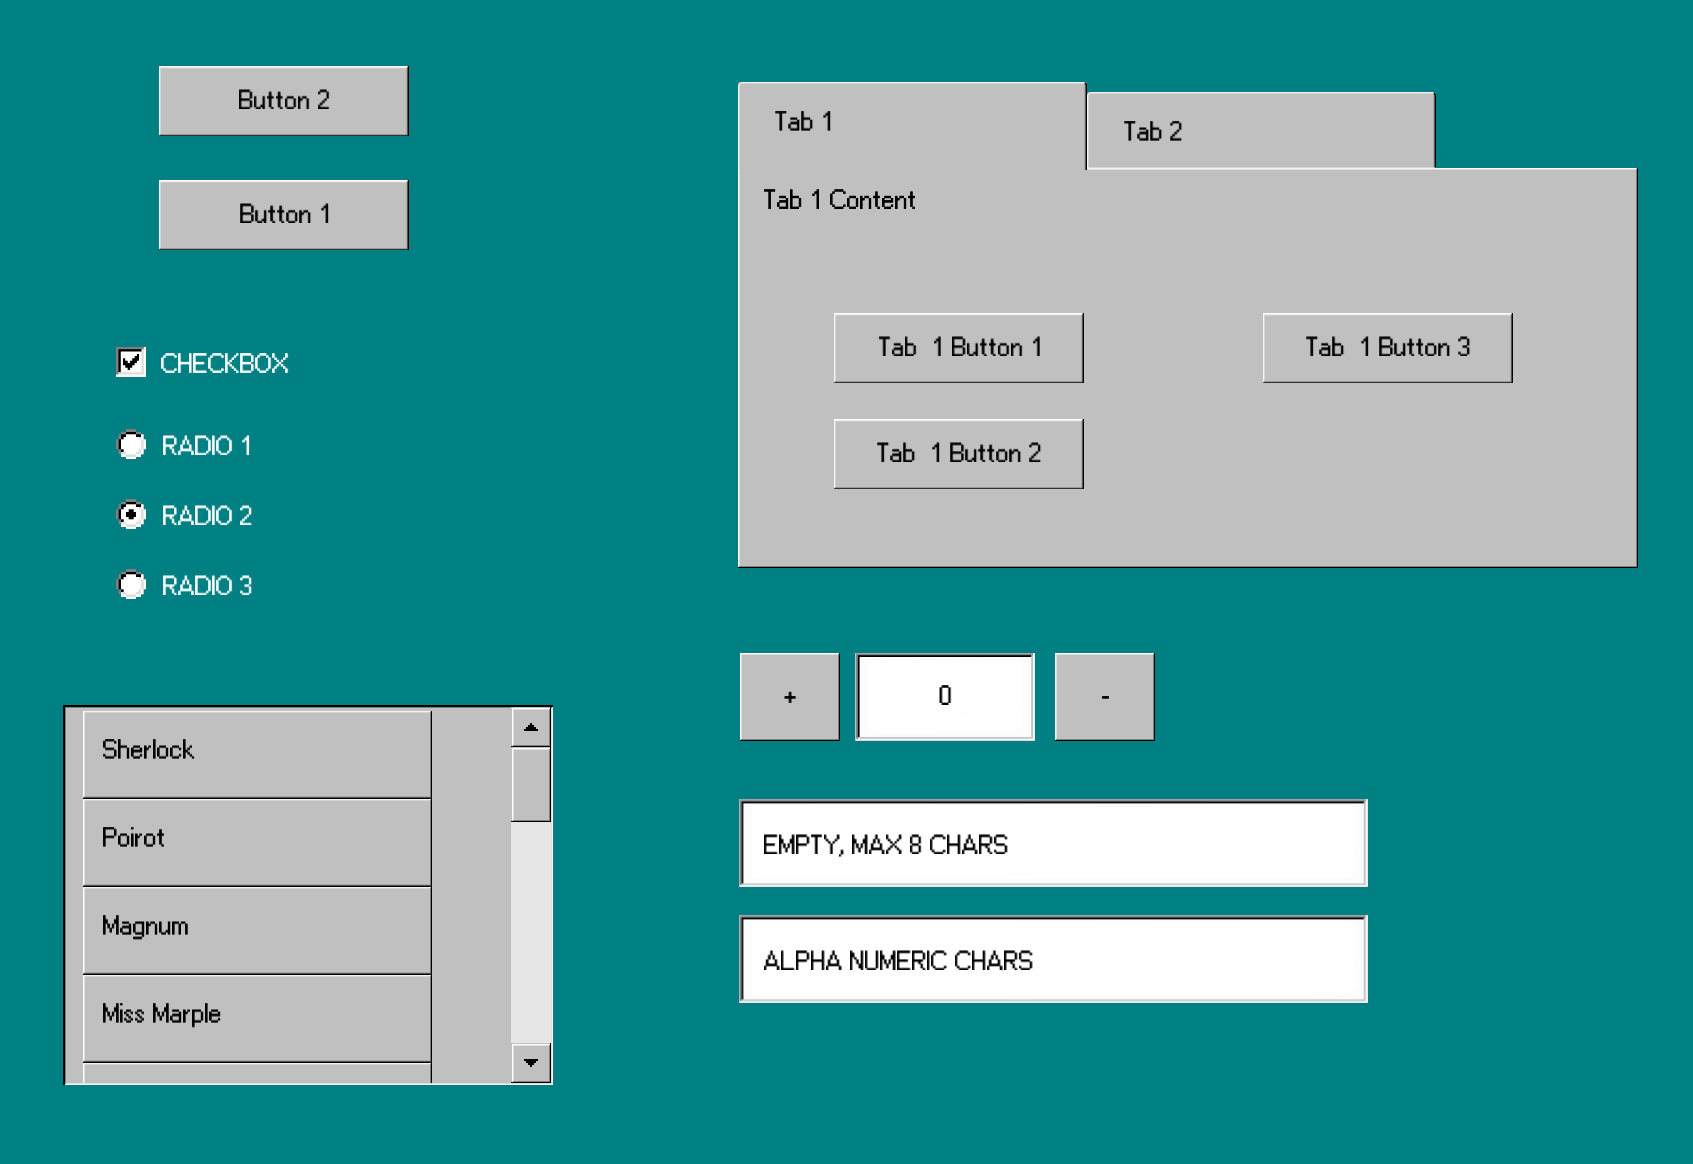 Button 2
Button 1
CHECKBOX
RADIO 1
RADIO 2
RADIO 3
Sherlock
Poirot
Magnum
Miss Marple
Tab 1
Tab 2
Tab 1 Content
Tab 1 Button 1
Tab 1 Button 3
Tab 1 Button 2
+
0
-
EMPTY, MAX 8 CHARS
ALPHA NUMERIC CHARS